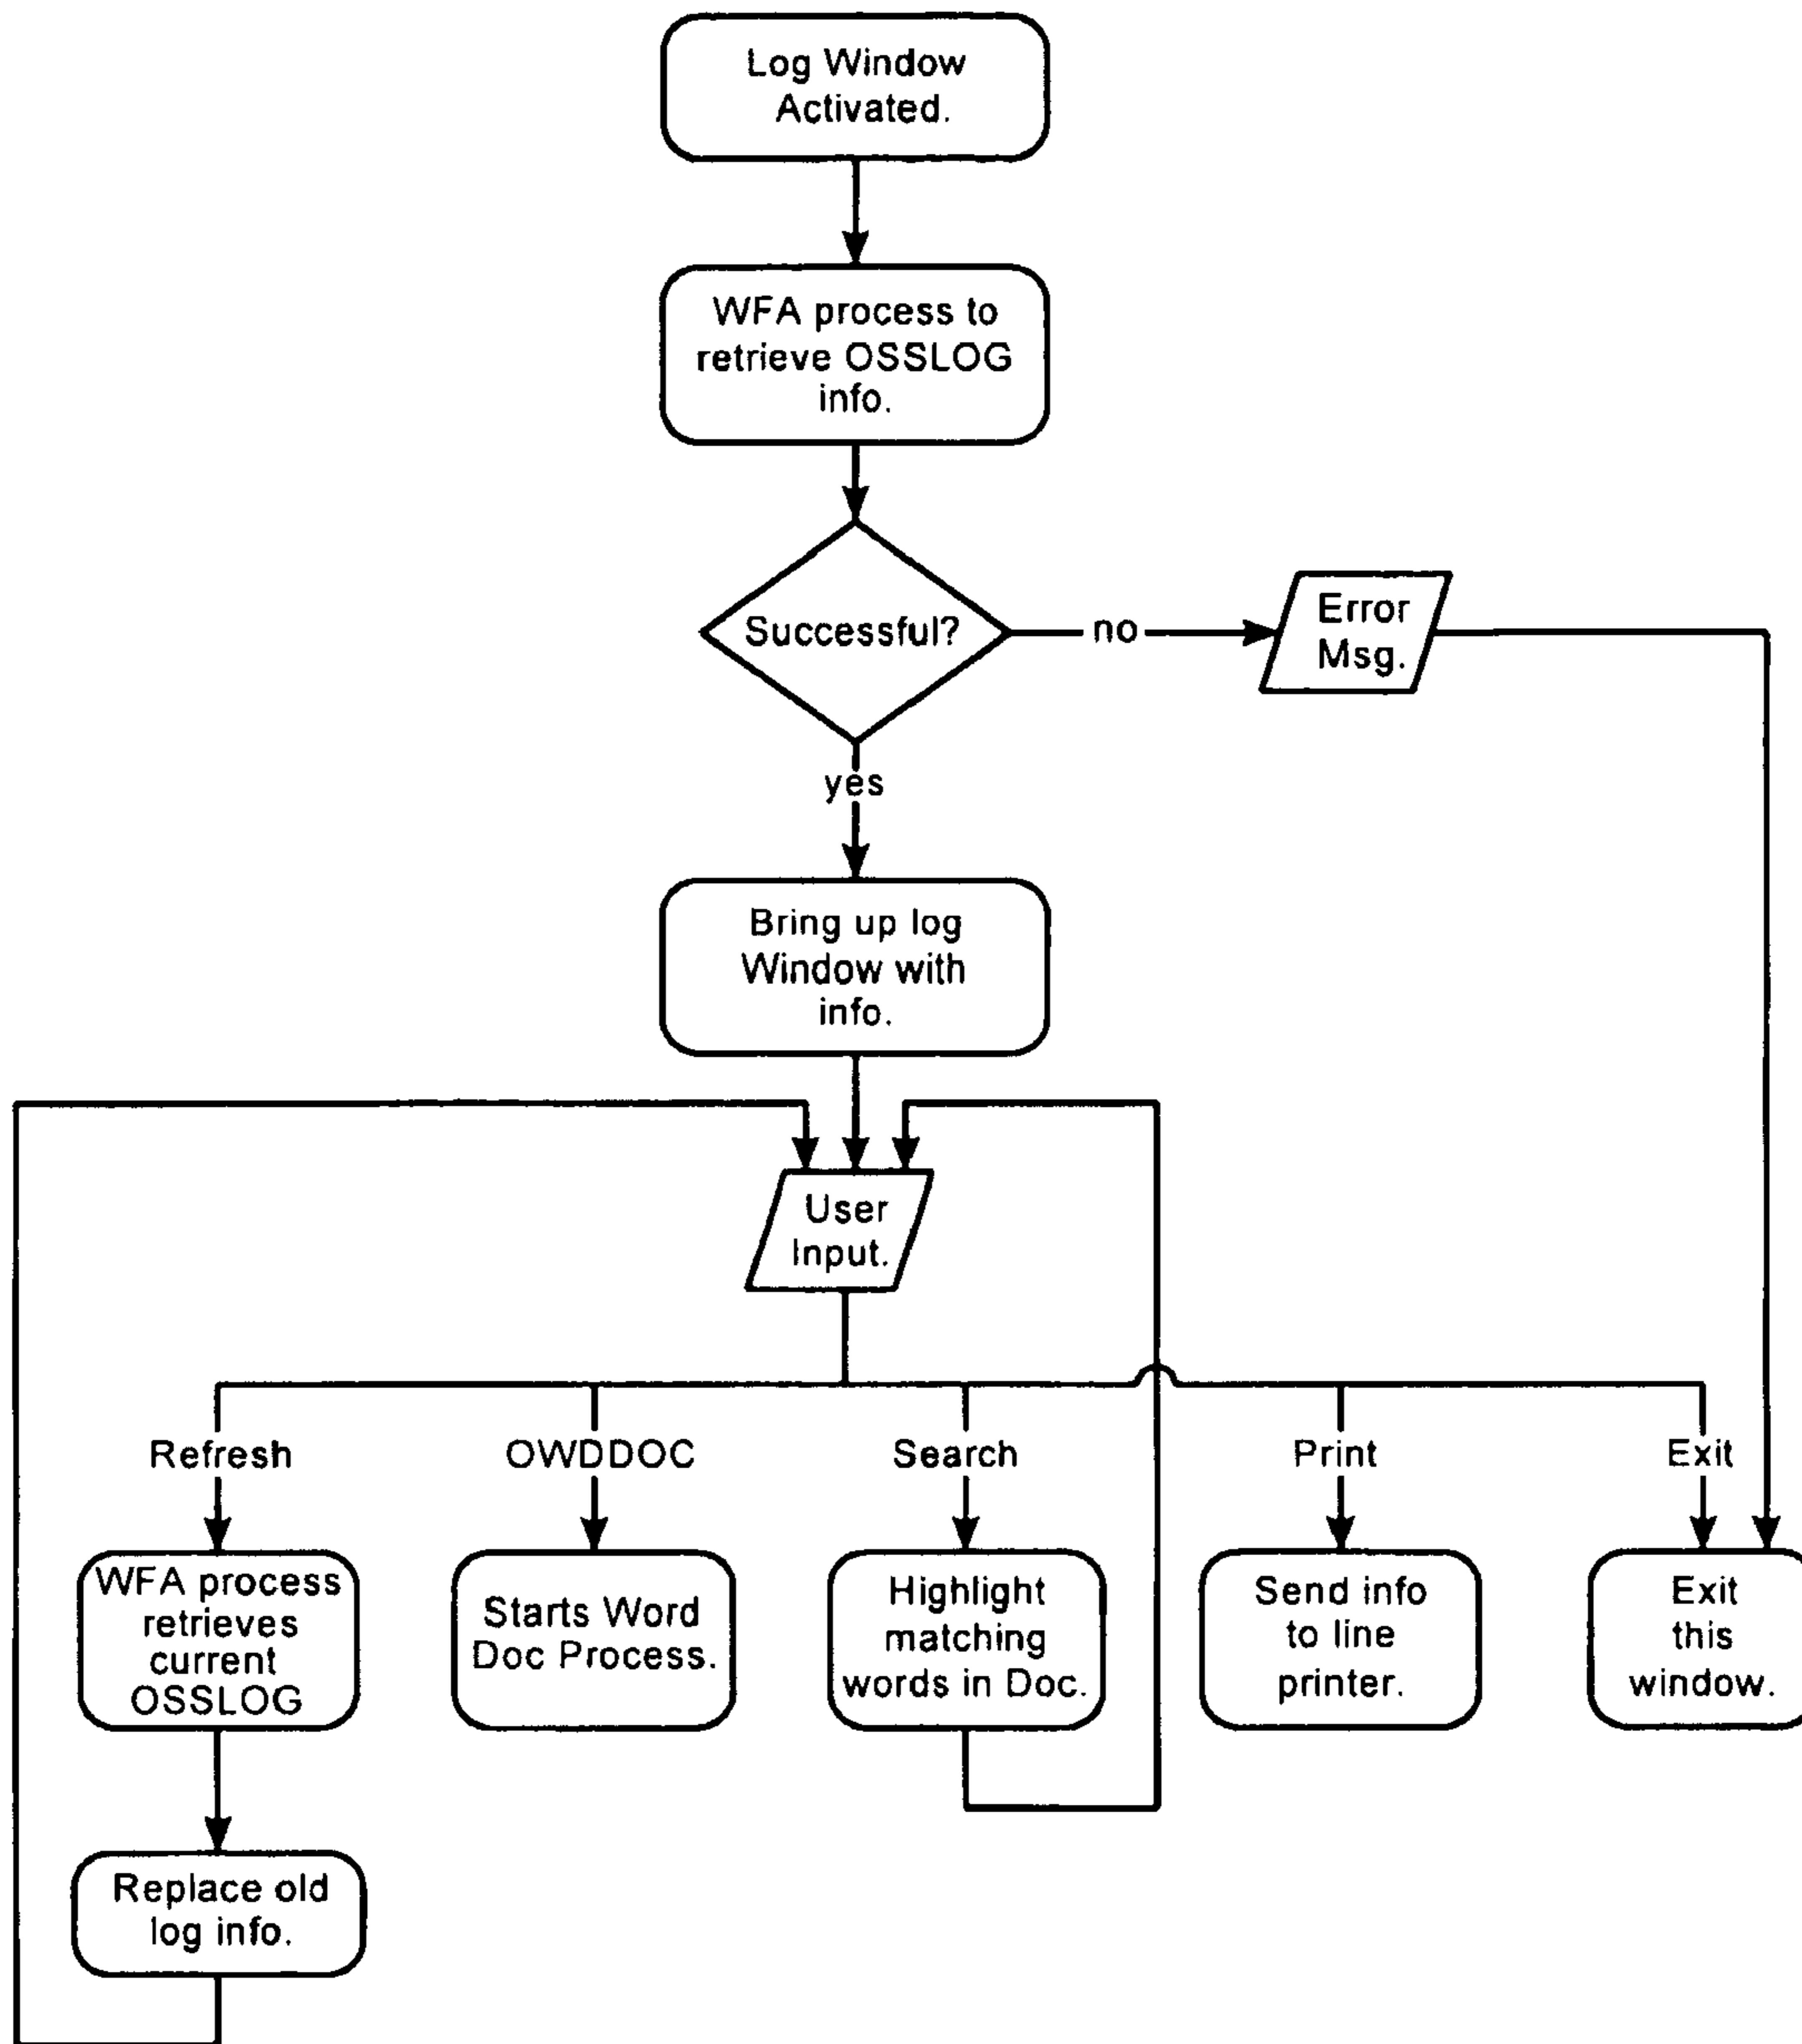 Log Window
Activated.
WFA process to
retrieve OSSLOG
info.
Successful?
no
Error
Msg.
yes
Bring up log
Window with
info.
User
Input.
Refresh
OWDDOC
Search
Print
Exit
WFA process
retrieves
current
OSSLOG
Starts Word
Doc Process.
Highlight
matching
words in Doc.
Send info
to line
printer.
Exit
this
window.
Replace old
log info.